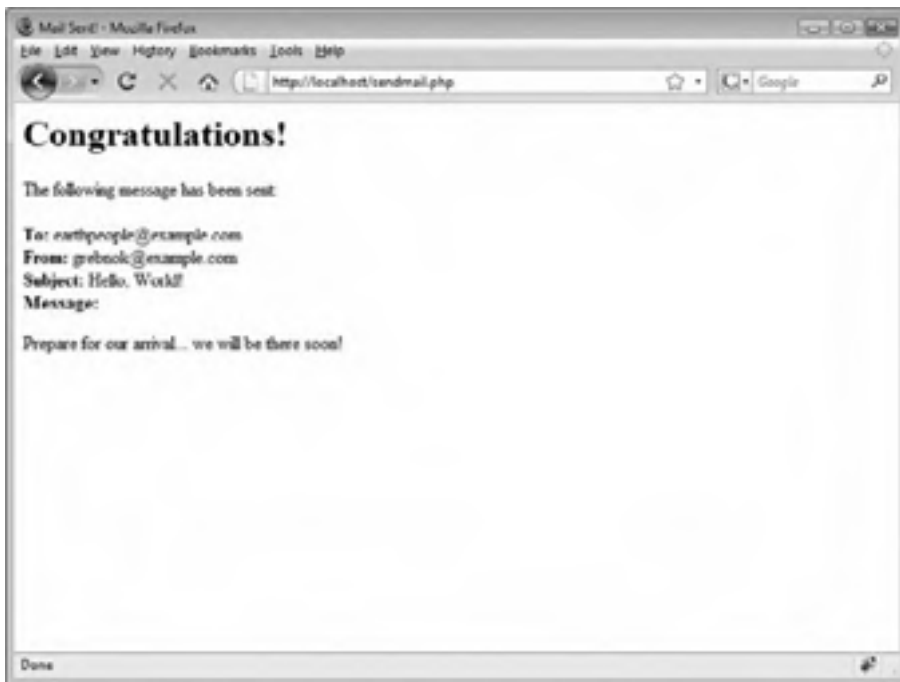 Mail Sent! - Mozilla Firefox
File Edit View History Bookmarks Tools Help
http://localhost/sendmail.php
Google
Congratulations!
The following message has been sent:
To: earthpeople@example.com
From: grebnok@example.com
Subject: Hello, World!
Message:
Prepare for our arrival... we will be there soon!
Done